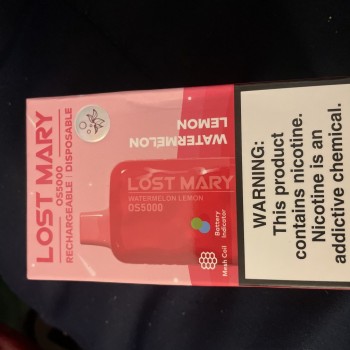 LOST MARY
OS5000
RECHARGEABLE | DISPOSABLE
WATERMELON
LEMON
LOST MARY
WATERMELON LEMON
OS5000
Battery
Indicator
Mesh Coil
WARNING:
This product
contains nicotine.
Nicotine is an
addictive chemical.